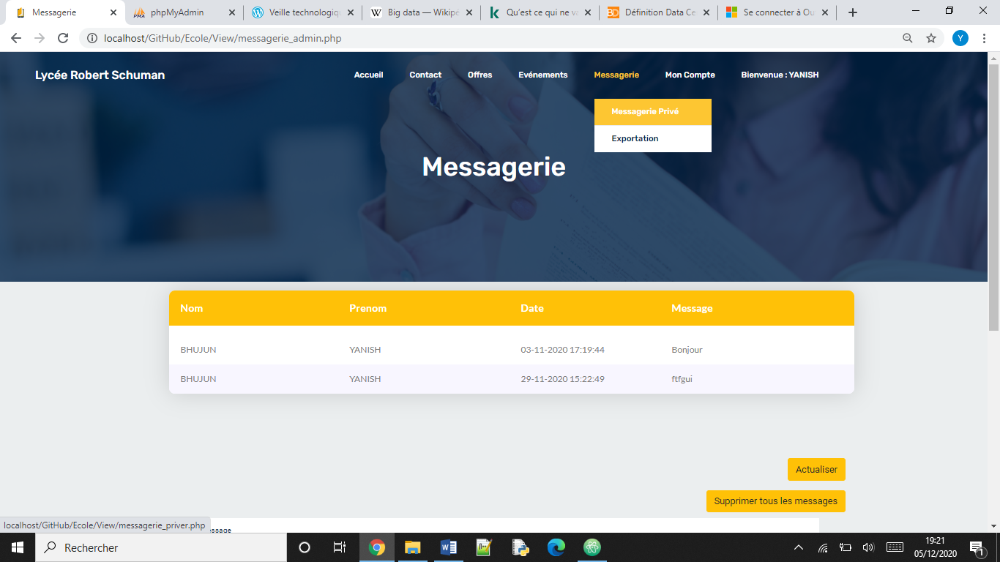 Messagerie
phpMyAdmin
Veille technologiqu
Big data — Wikipé
Qu'est ce qui ne va
Définition Data Ce
Se connecter à Ou
localhost/GitHub/Ecole/View/messagerie_admin.php
Y
Lycée Robert Schuman
Accueil
Contact
Offres
Evénements
Messagerie
Mon Compte
Bienvenue : YANISH
Messagerie Privé
Exportation
Messagerie
Nom Prenom Date Message
BHUJUN YANISH 03-11-2020 17:19:44 Bonjour
BHUJUN YANISH 29-11-2020 15:22:49 ftfgui
Actualiser
Supprimer tous les messages
localhost/GitHub/Ecole/View/messagerie_priver.php
essage
Rechercher
19:21
05/12/2020
1